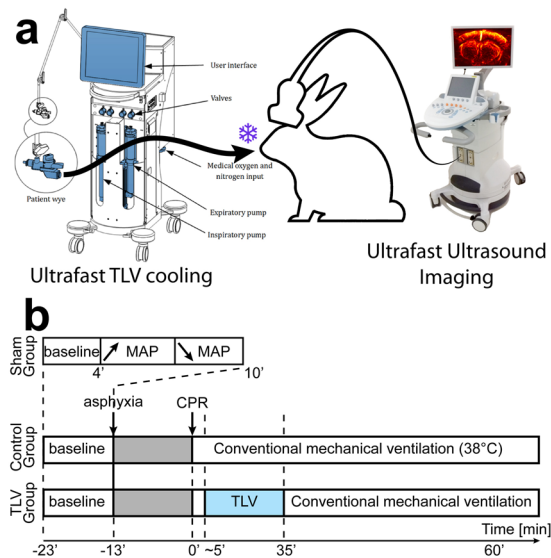 a
User interface
Valves
Medical oxygen and
nitrogen input
Patient wye
Expiratory pump
Inspiratory pump
Ultrafast TLV cooling
Ultrafast Ultrasound
Imaging
b
Sham
Group
baseline
MAP
MAP
4'
10'
asphyxia
CPR
Control
Group
baseline
Conventional mechanical ventilation (38°C)
TLV
Group
baseline
TLV
Conventional mechanical ventilation
Time [min]
-23'
-13'
0'
~5'
35'
60'